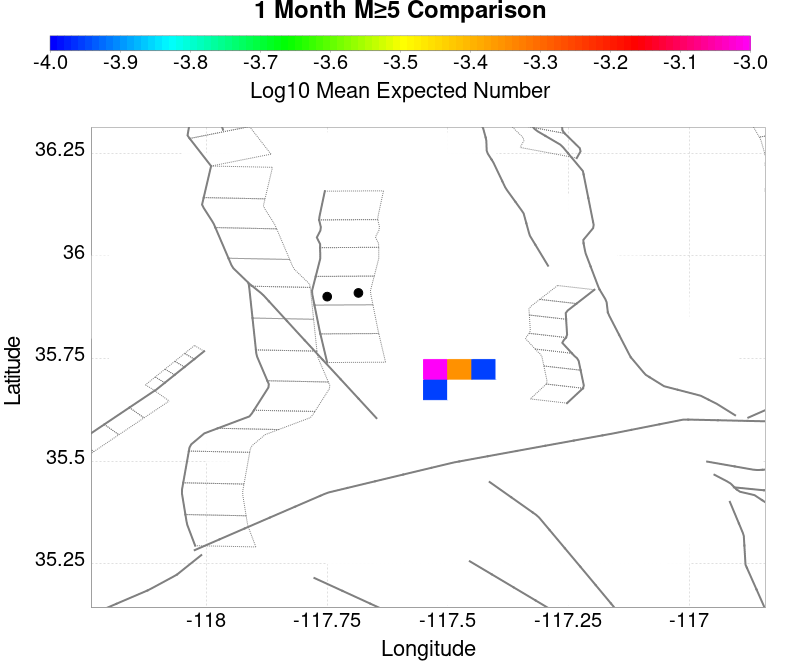 1 Month M≥5 Comparison
-4.0 -3.9 -3.8 -3.7 -3.6 -3.5 -3.4 -3.3 -3.2 -3.1 -3.0
Log10 Mean Expected Number
36.25
36
35.75
35.5
35.25
Latitude
-118 -117.75 -117.5 -117.25 -117
Longitude